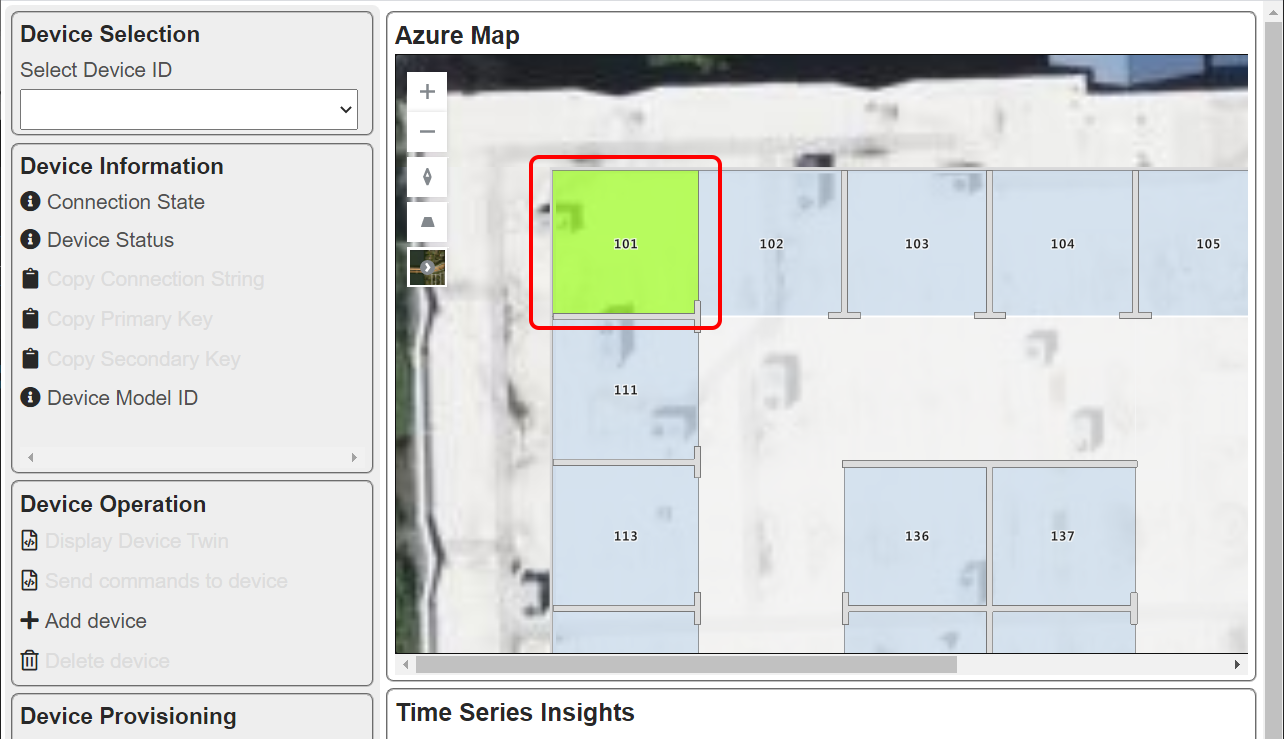 Device Selection
Select Device ID
Device Information
Connection State
Device Status
Copy Connection String
Copy Primary Key
Copy Secondary Key
Device Model ID
Device Operation
Display Device Twin
Send commands to device
Add device
Delete device
Device Provisioning
Azure Map
101 102 103 104 105
111
113 136 137
Time Series Insights